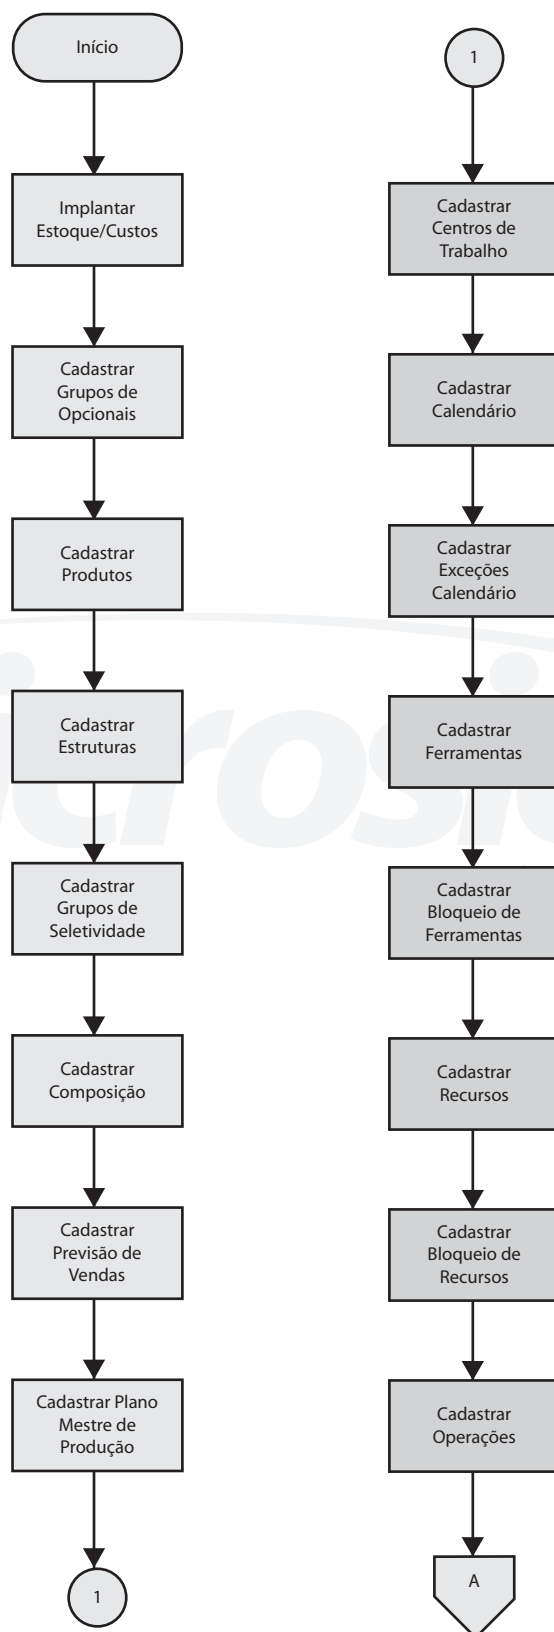 Início
Implantar
Estoque/Custos
Cadastrar
Grupos de
Opcionais
Cadastrar
Produtos
Cadastrar
Estruturas
Cadastrar
Grupos de
Seletividade
Cadastrar
Composição
Cadastrar
Previsão de
Vendas
Cadastrar Plano
Mestre de
Produção
1
1
Cadastrar
Centros de
Trabalho
Cadastrar
Calendário
Cadastrar
Exceções
Calendário
Cadastrar
Ferramentas
Cadastrar
Bloqueio de
Ferramentas
Cadastrar
Recursos
Cadastrar
Bloqueio de
Recursos
Cadastrar
Operações
A